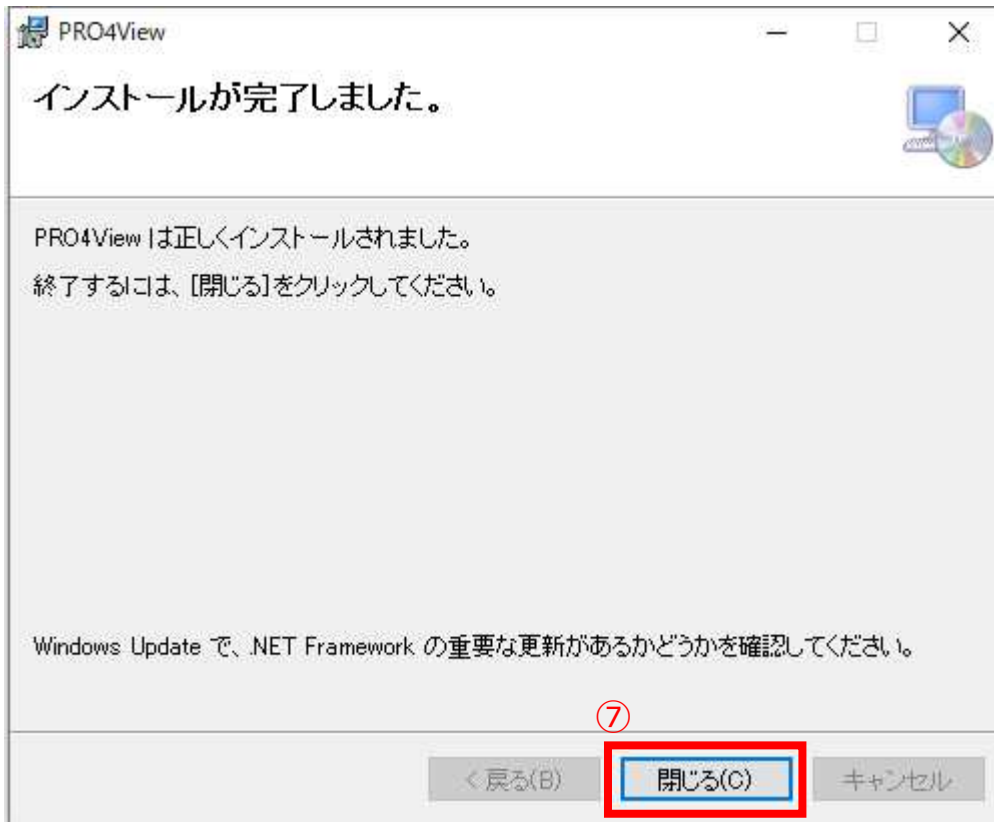 PRO4View
インストールが完了しました。
PRO4View は正しくインストールされました。
終了するには、[閉じる]をクリックしてください。
Windows Update で、.NET Framework の重要な更新があるかどうかを確認してください。
⑦
< 戻る(B) 閉じる(C) キャンセル